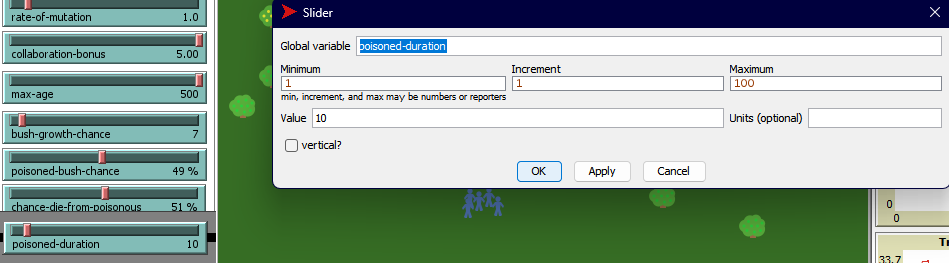 rate-of-mutation 1.0
collaboration-bonus 5.00
max-age 500
bush-growth-chance 7
poisoned-bush-chance 49 %
chance-die-from-poisonous 51 %
poisoned-duration 10
Slider
Global variable poisoned-duration
Minimum Increment Maximum
1 1 100
min, increment, and max may be numbers or reporters
Value 10 Units (optional)
vertical?
OK Apply Cancel
0
0
33.7